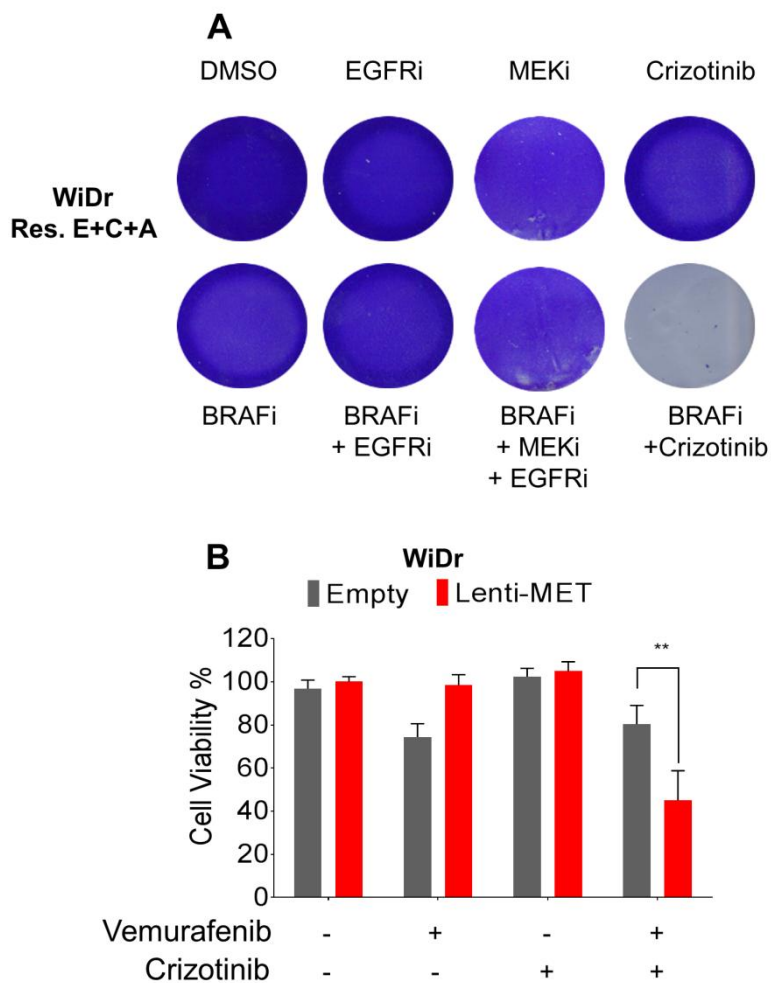 A
DMSO EGFRi MEKi Crizotinib
WiDr
Res. E+C+A
BRAFi BRAFi BRAFi BRAFi
+ EGFRi + MEKi +Crizotinib
+ EGFRi
B WiDr
Empty Lenti-MET
120
100
80
60
40
20
0
Cell Viability %
**
Vemurafenib - + - +
Crizotinib - - + +